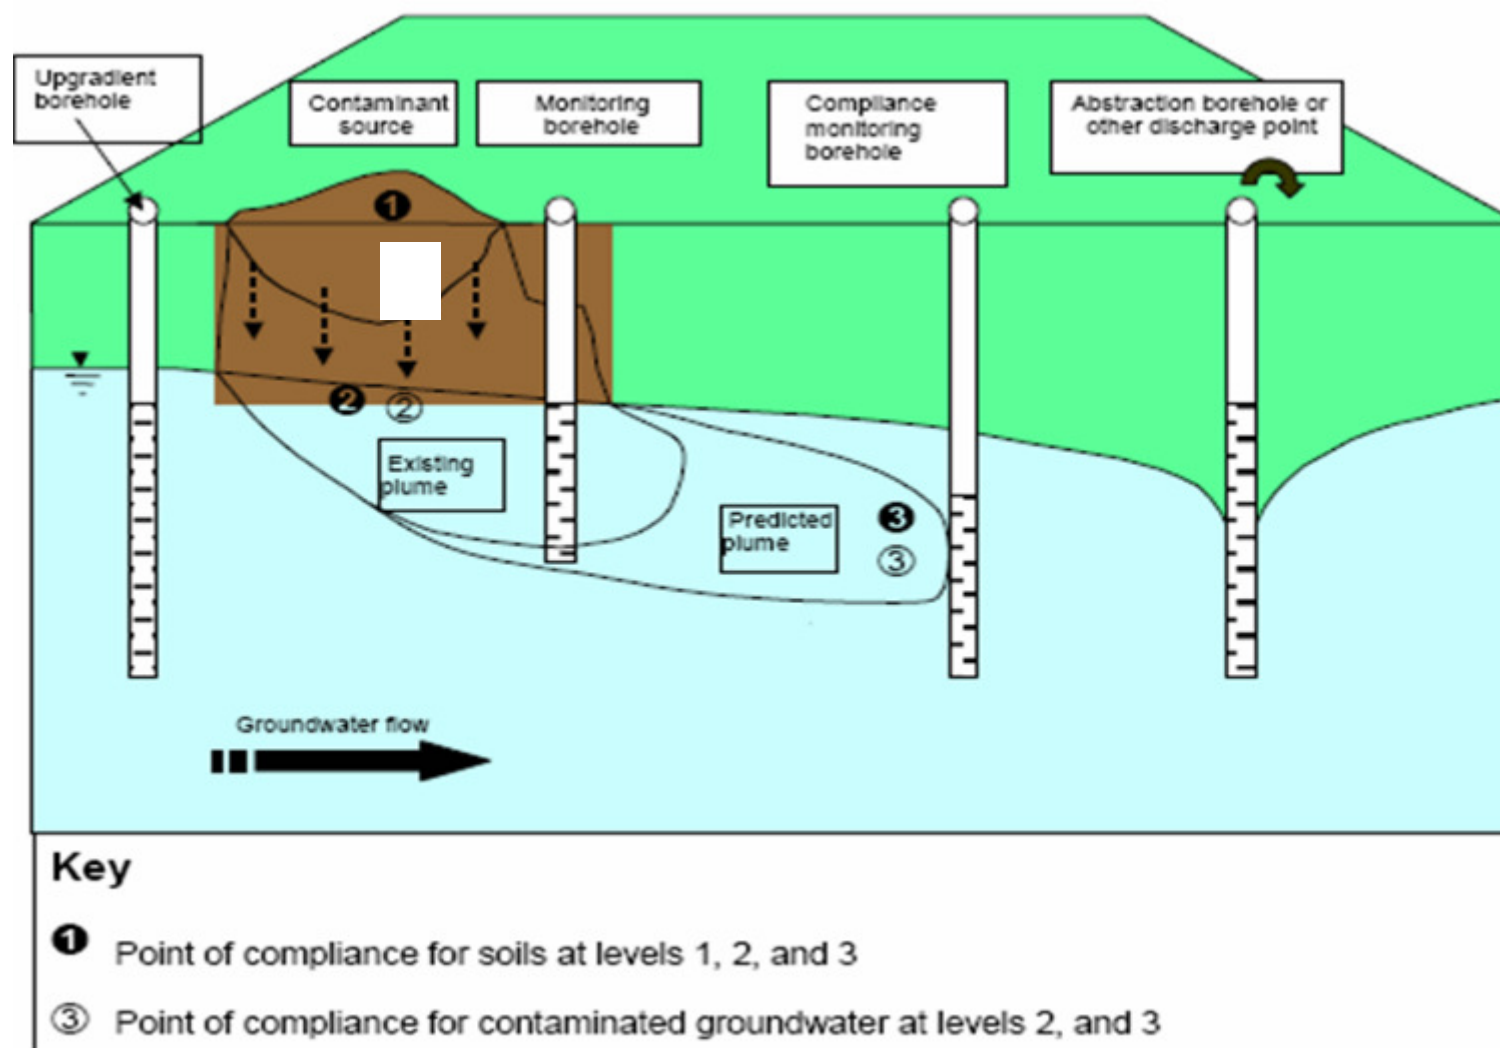 Upgradient
borehole
Contaminant
source
Monitoring
borehole
Compliance
monitoring
borehole
Abstraction borehole or
other discharge point
1
2
2
Existing
plume
Predicted
plume
3
3
Groundwater flow
Key
1 Point of compliance for soils at levels 1, 2, and 3
3 Point of compliance for contaminated groundwater at levels 2, and 3